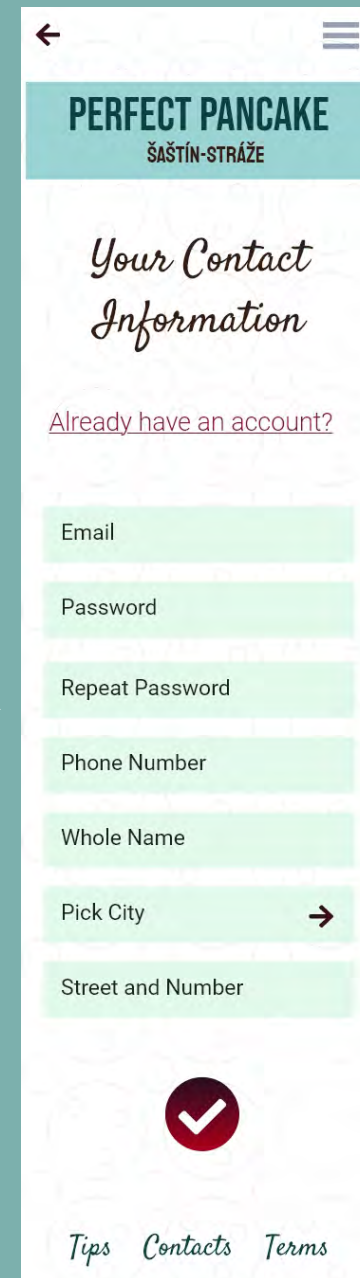 PERFECT PANCAKE
ŠAŠTÍN-STRÁŽE
Your Contact
Information
Already have an account?
Email
Password
Repeat Password
Phone Number
Whole Name
Pick City
Street and Number
Tips Contacts Terms